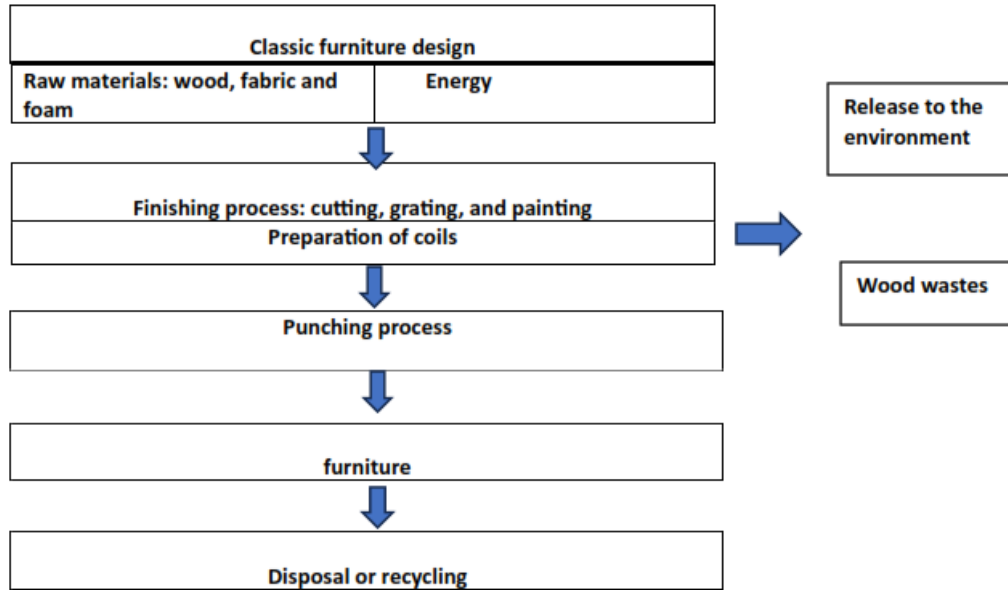 Classic furniture design
Raw materials: wood, fabric and
foam
Energy
Release to the
environment
Finishing process: cutting, grating, and painting
Preparation of coils
Wood wastes
Punching process
furniture
Disposal or recycling